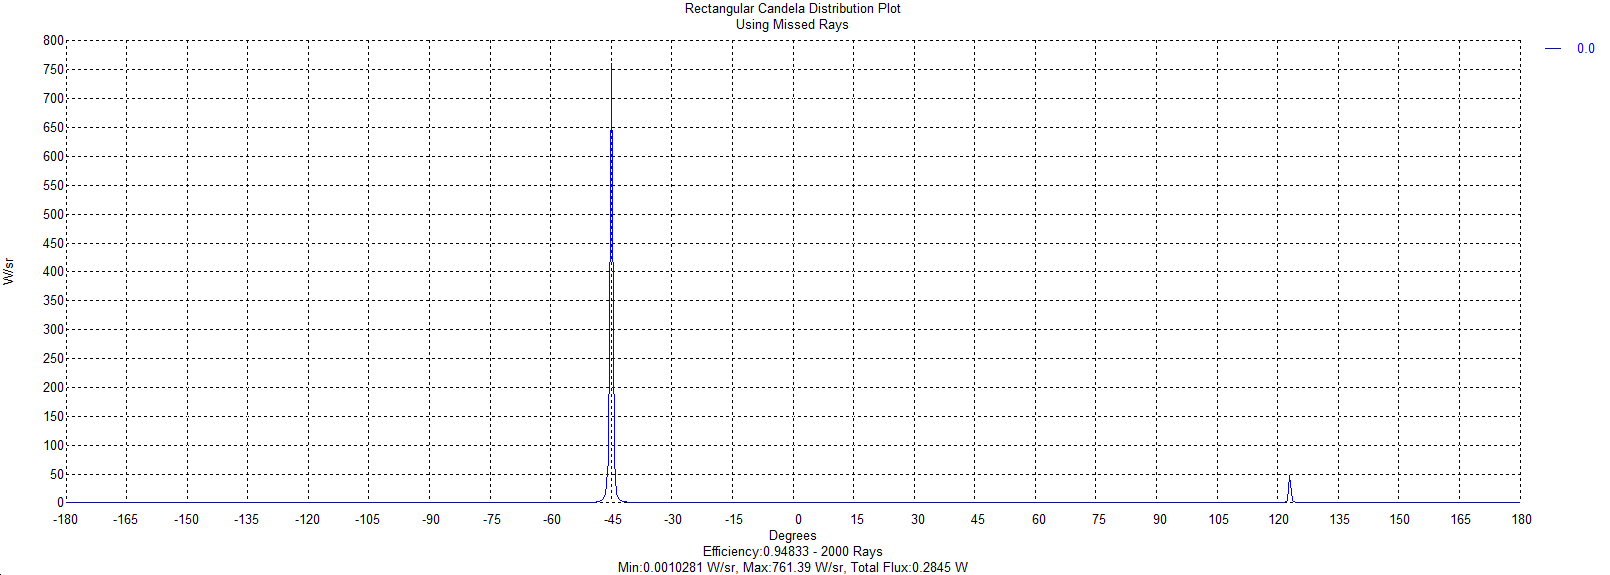 Rectangular Candela Distribution Plot
Using Missed Rays
0.0
800
750
700
650
600
550
500
450
400
350
300
250
200
150
100
50
0
W/sr
-180 -165 -150 -135 -120 -105 -90 -75 -60 -45 -30 -15 0 15 30 45 60 75 90 105 120 135 150 165 180
Degrees
Efficiency:0.94833 - 2000 Rays
Min:0.0010281 W/sr, Max:761.39 W/sr, Total Flux:0.2845 W